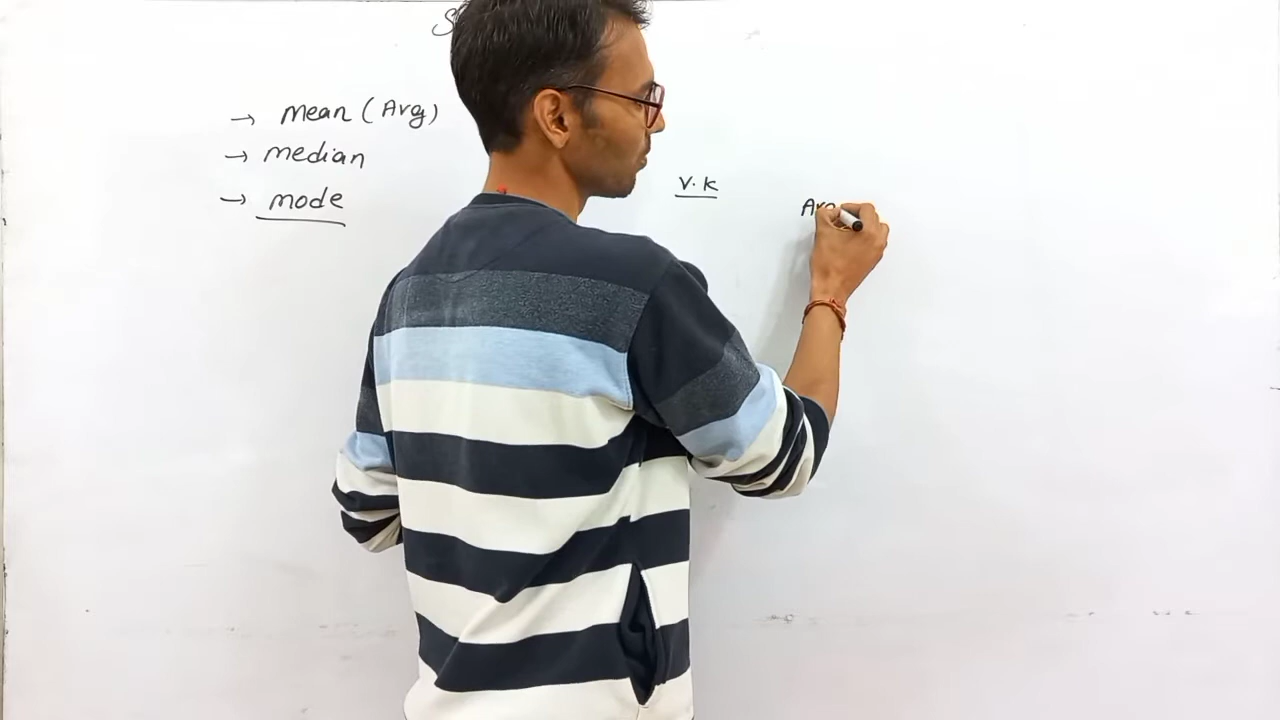 → mean (Avg)
→ median
→ mode
V.K